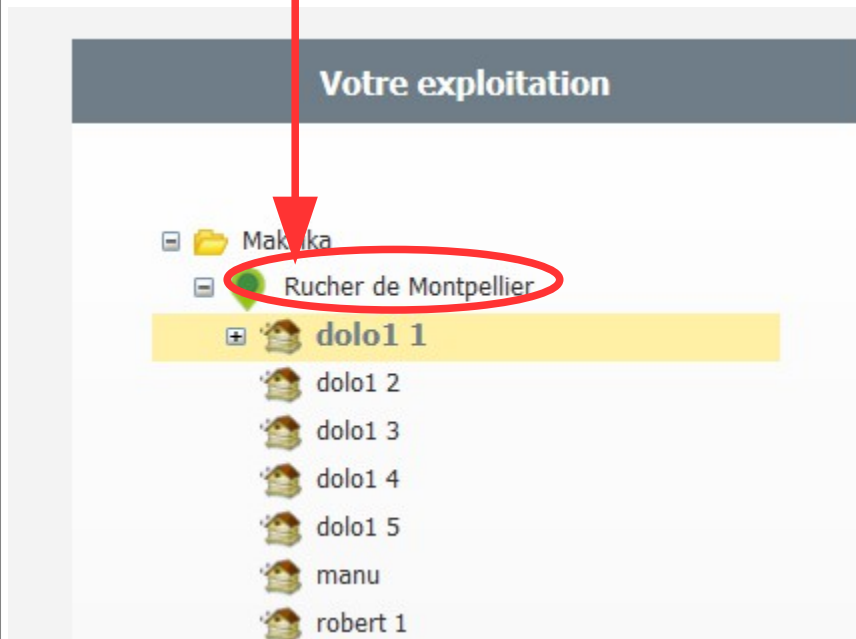 Votre exploitation
Rucher de Montpellier
dolo1 1
dolo1 2
dolo1 3
dolo1 4
dolo1 5
manu
robert 1